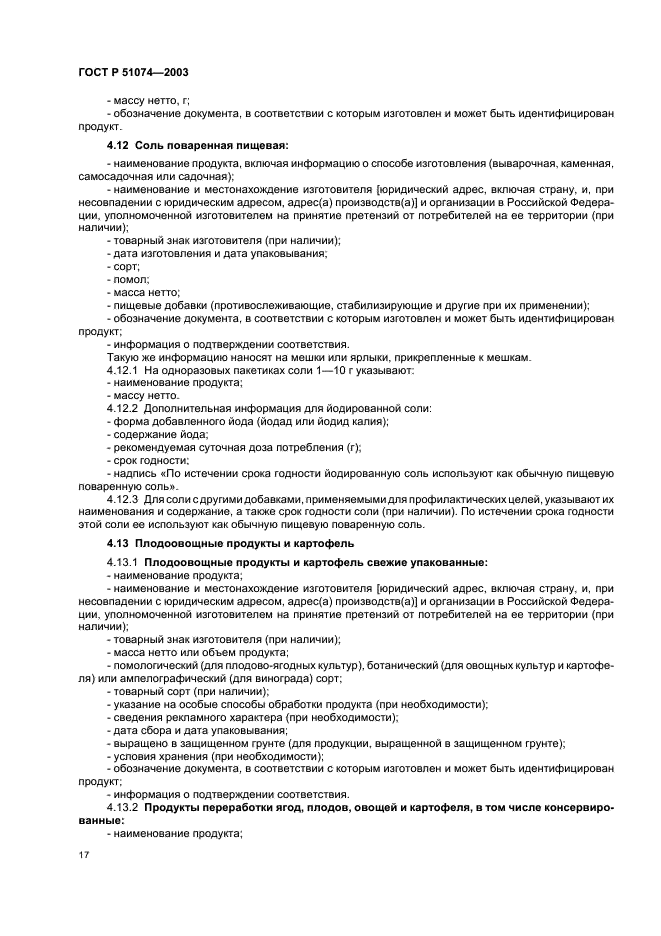 ГОСТ Р 51074—2003
- массу нетто, г;
- обозначение документа, в соответствии с которым изготовлен и может быть идентифицирован
продукт.
4.12 Соль поваренная пищевая:
- наименование продукта, включая информацию о способе изготовления (выварочная, каменная,
самосадочная или садочная);
- наименование и местонахождение изготовителя [юридический адрес, включая страну, и, при
несовпадении с юридическим адресом, адрес(а) производств(а)] и организации в Российской Федера-
ции, уполномоченной изготовителем на принятие претензий от потребителей на ее территории (при
наличии);
- товарный знак изготовителя (при наличии);
- дата изготовления и дата упаковывания;
- сорт;
- помол;
- масса нетто;
- пищевые добавки (противослеживающие, стабилизирующие и другие при их применении);
- обозначение документа, в соответствии с которым изготовлен и может быть идентифицирован
продукт;
- информация о подтверждении соответствия.
Такую же информацию наносят на мешки или ярлыки, прикрепленные к мешкам.
4.12.1 На одноразовых пакетиках соли 1—10 г указывают:
- наименование продукта;
- массу нетто.
4.12.2 Дополнительная информация для йодированной соли:
- форма добавленного йода (йодад или йодид калия);
- содержание йода;
- рекомендуемая суточная доза потребления (г);
- срок годности;
- надпись «По истечении срока годности йодированную соль используют как обычную пищевую
поваренную соль».
4.12.3 Для соли с другими добавками, применяемыми для профилактических целей, указывают их
наименования и содержание, а также срок годности соли (при наличии). По истечении срока годности
этой соли ее используют как обычную пищевую поваренную соль.
4.13 Плодоовощные продукты и картофель
4.13.1 Плодоовощные продукты и картофель свежие упакованные:
- наименование продукта;
- наименование и местонахождение изготовителя [юридический адрес, включая страну, и, при
несовпадении с юридическим адресом, адрес(а) производств(а)] и организации в Российской Федера-
ции, уполномоченной изготовителем на принятие претензий от потребителей на ее территории (при
наличии);
- товарный знак изготовителя (при наличии);
- масса нетто или объем продукта;
- помологический (для плодово-ягодных культур), ботанический (для овощных культур и картофе-
ля) или ампелографический (для винограда) сорт;
- товарный сорт (при наличии);
- указание на особые способы обработки продукта (при необходимости);
- сведения рекламного характера (при необходимости);
- дата сбора и дата упаковывания;
- выращено в защищенном грунте (для продукции, выращенной в защищенном грунте);
- условия хранения (при необходимости);
- обозначение документа, в соответствии с которым изготовлен и может быть идентифицирован
продукт;
- информация о подтверждении соответствия.
4.13.2 Продукты переработки ягод, плодов, овощей и картофеля, в том числе консервиро-
ванные:
- наименование продукта;
17